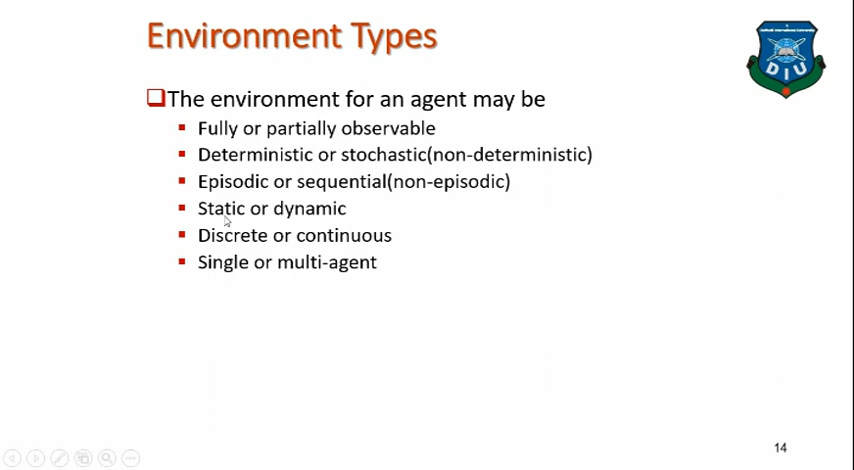 Environment Types
The environment for an agent may be
Fully or partially observable
Deterministic or stochastic(non-deterministic)
Episodic or sequential(non-episodic)
Static or dynamic
Discrete or continuous
Single or multi-agent
DIU
14